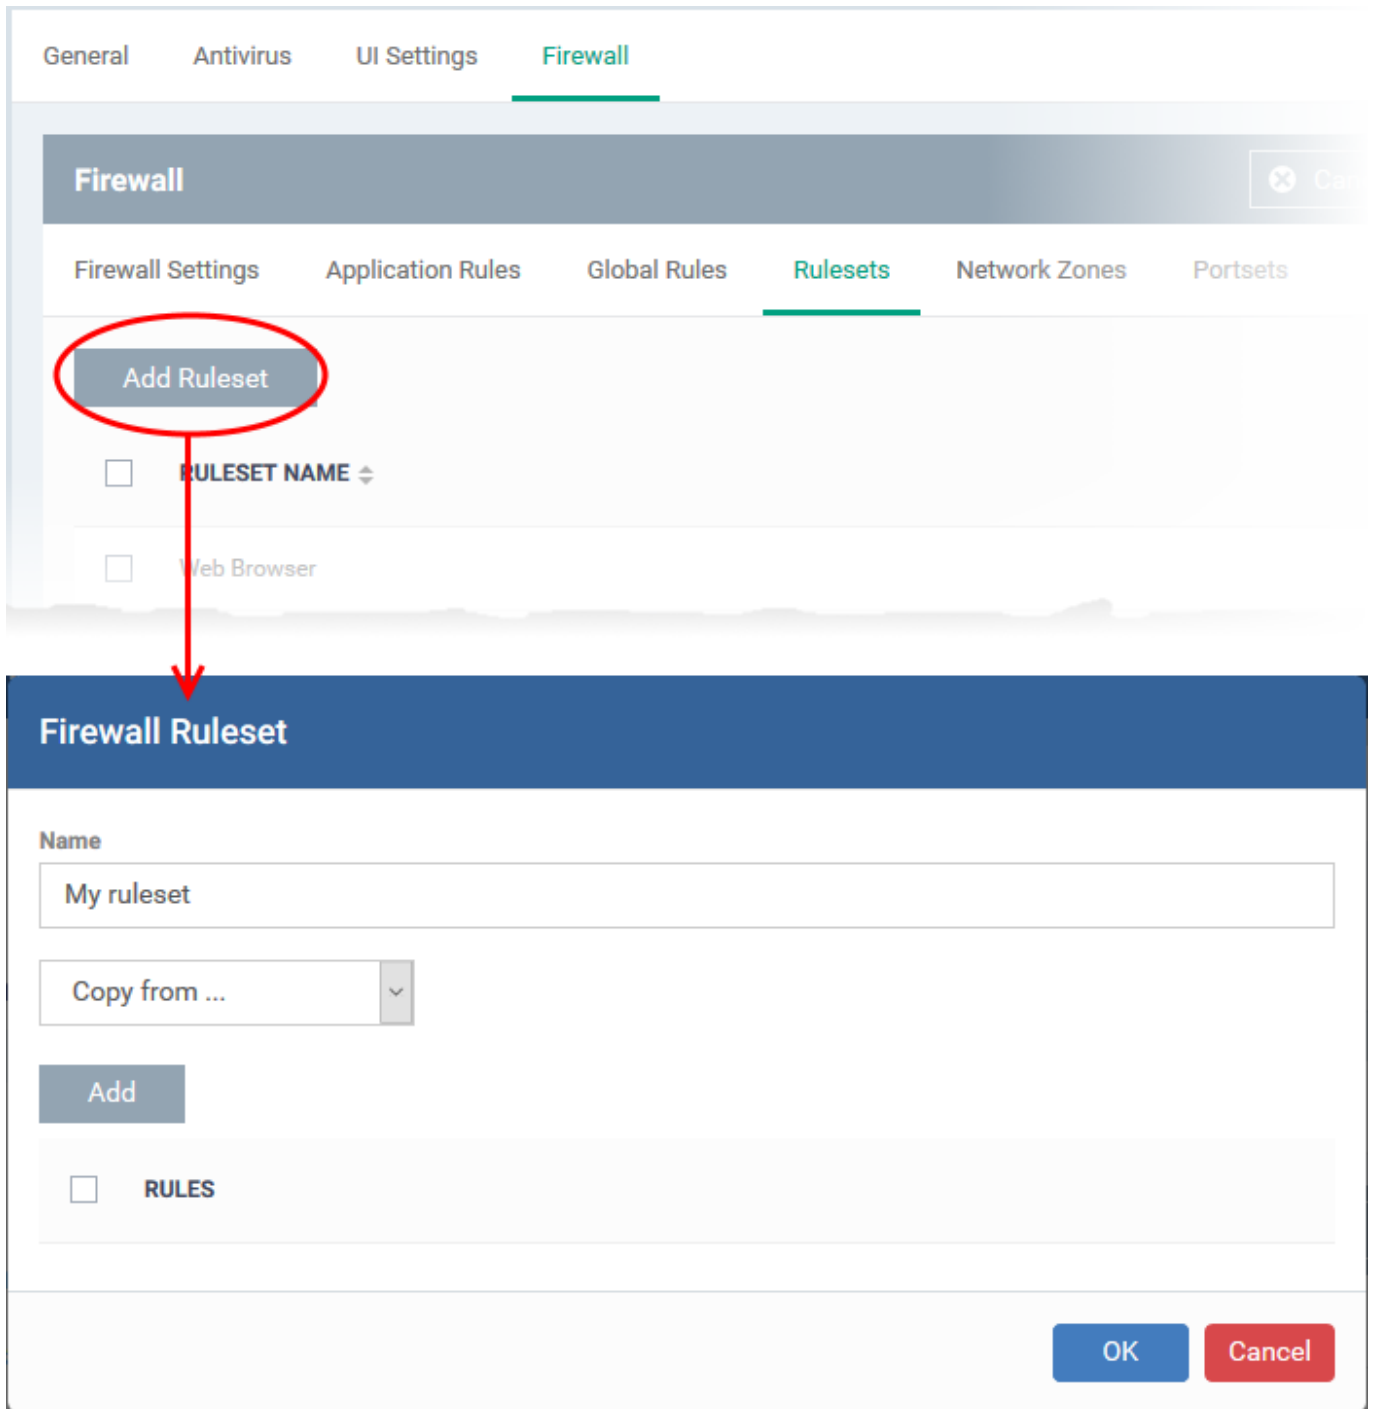 General Antivirus UI Settings Firewall
Firewall
Firewall Settings Application Rules Global Rules Rulesets Network Zones Portsets
Add Ruleset
RULESET NAME
Web Browser
Firewall Ruleset
Name
My ruleset
Copy from ...
Add
RULES
OK Cancel